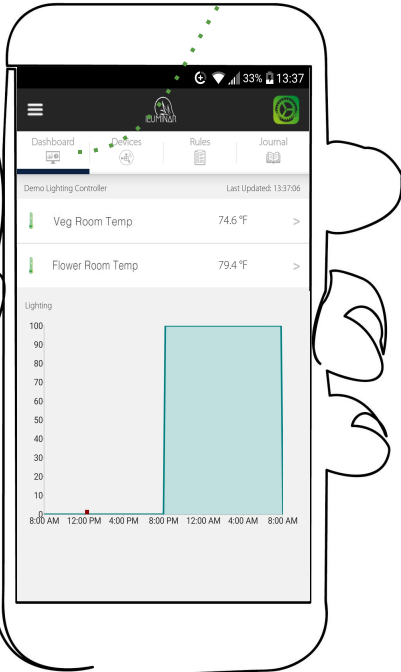 33% 13:37
ILUMINAR
Dashboard Devices Rules Journal
Demo Lighting Controller Last Updated: 13:37:06
Veg Room Temp 74.6 °F >
Flower Room Temp 79.4 °F >
Lighting
100
90
80
70
60
50
40
30
20
10
0
8:00 AM 12:00 PM 4:00 PM 8:00 PM 12:00 AM 4:00 AM 8:00 AM